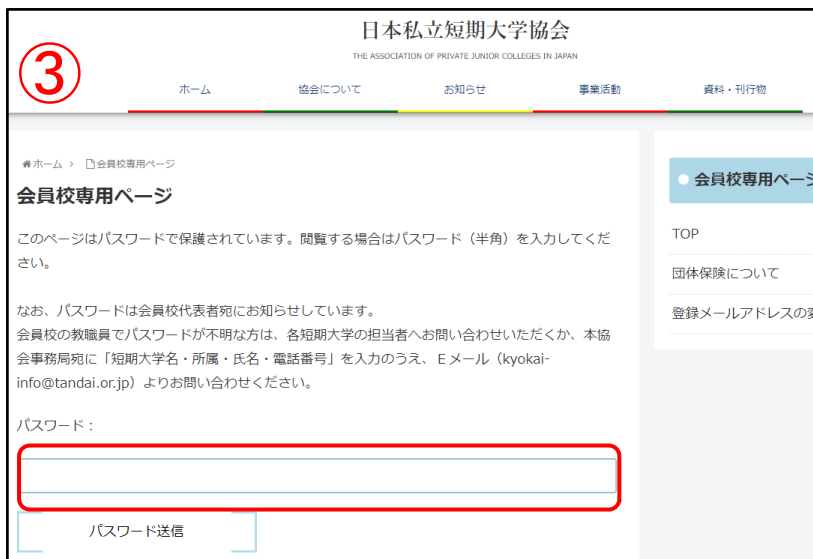 日本私立短期大学協会
THE ASSOCIATION OF PRIVATE JUNIOR COLLEGES IN JAPAN
③
ホーム 協会について お知らせ 事業活動 資料・刊行物
ホーム › 会員校専用ページ
会員校専用ページ
このページはパスワードで保護されています。閲覧する場合はパスワード（半角）を入力してくだ
さい。
なお、パスワードは会員校代表者宛にお知らせしています。
会員校の教職員でパスワードが不明な方は、各短期大学の担当者へお問い合わせいただくか、本協
会事務局宛に「短期大学名・所属・氏名・電話番号」を入力のうえ、Ｅメール（kyokai-
info@tandai.or.jp）よりお問い合わせください。
パスワード：
パスワード送信
会員校専用ページ
TOP
団体保険について
登録メールアドレスの変